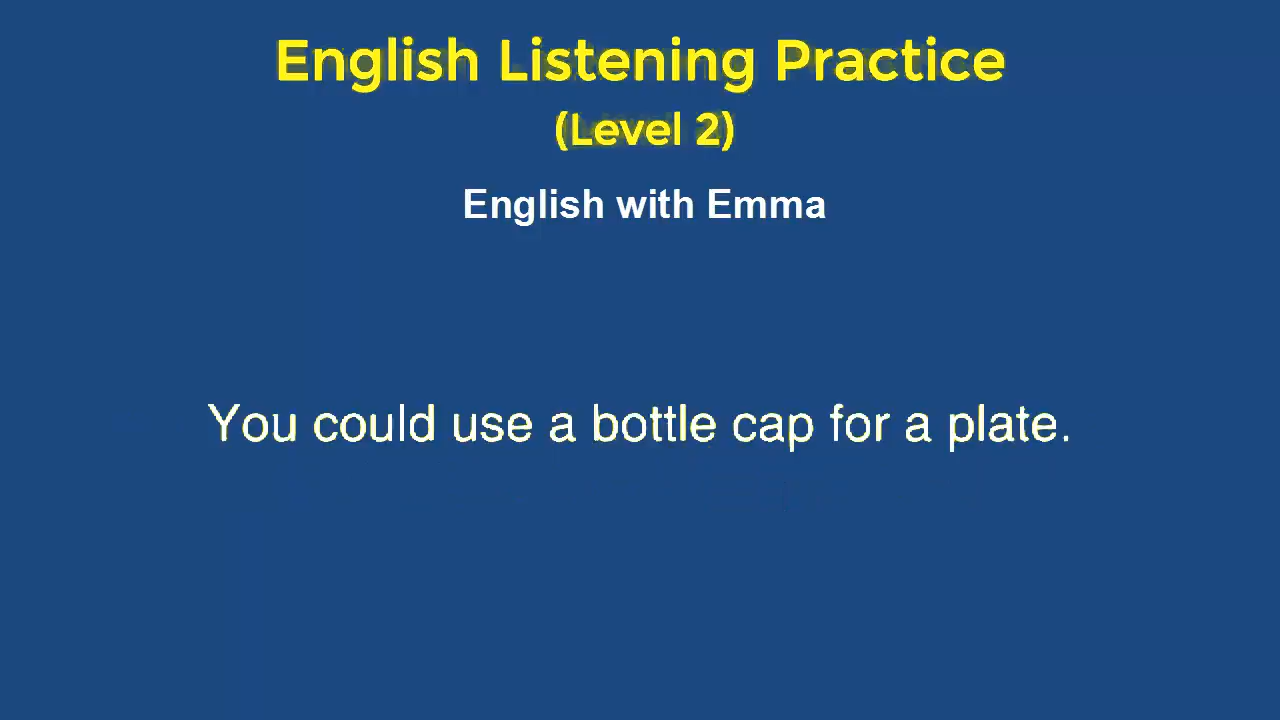 English Listening Practice
(Level 2)
English with Emma
You could use a bottle cap for a plate.